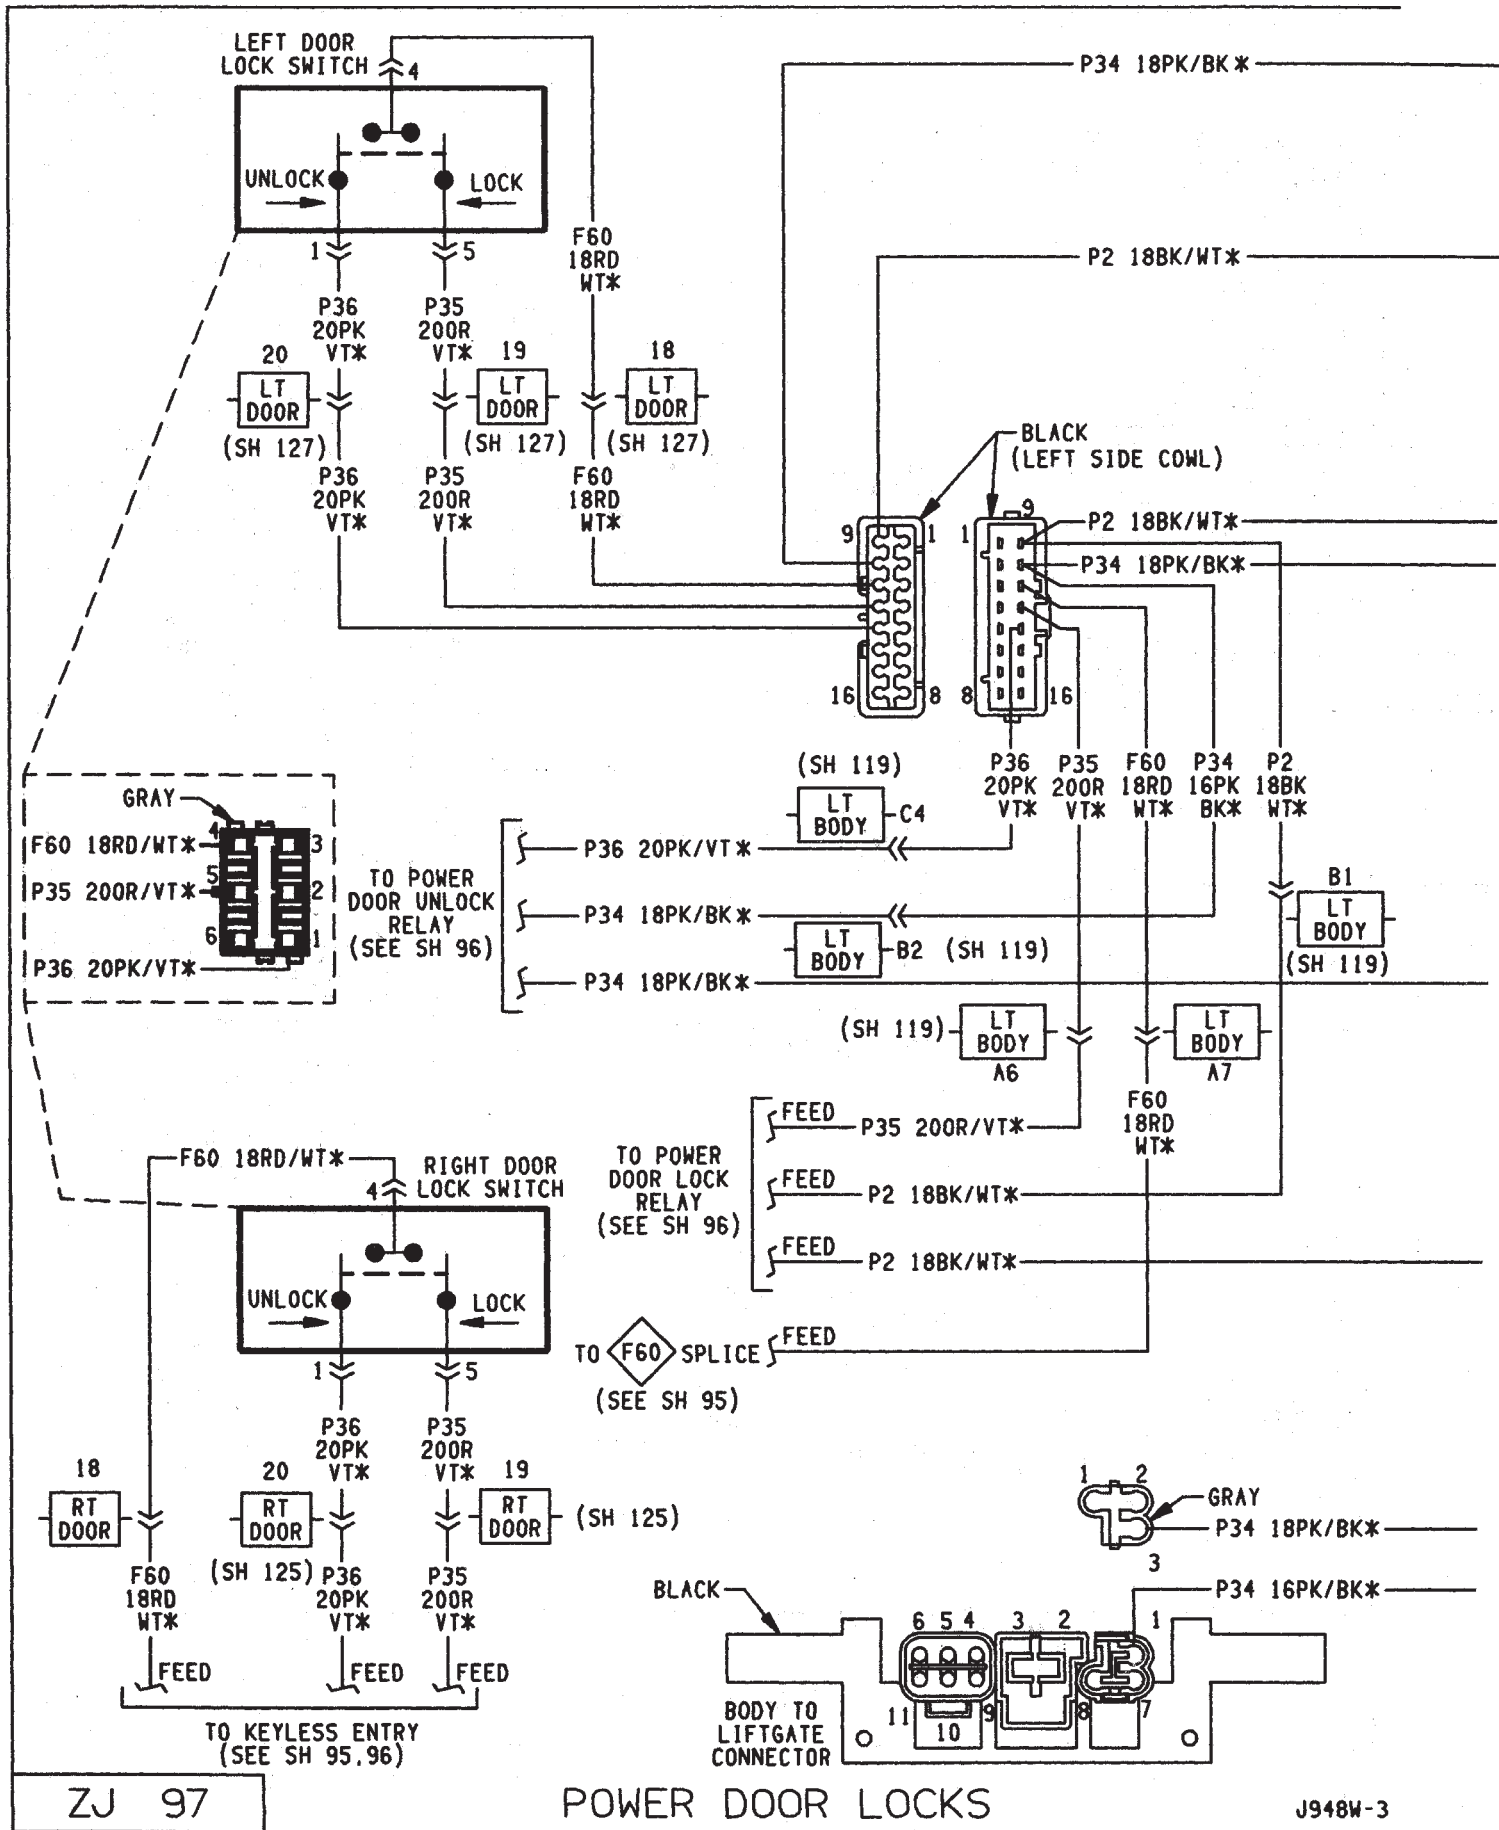 LEFT DOOR
LOCK SWITCH
4
P34 18PK/BK*
UNLOCK
LOCK
1
5
F60
18RD
WT*
P2 18BK/WT*
P36
20PK
VT*
P35
20OR
VT*
20
LT
DOOR
(SH 127)
19
LT
DOOR
(SH 127)
18
LT
DOOR
(SH 127)
P36
20PK
VT*
P35
20OR
VT*
F60
18RD
WT*
BLACK
(LEFT SIDE COWL)
9
1
16
8
1
9
8
16
P2 18BK/WT*
P34 18PK/BK*
P36
20PK
VT*
P35
20OR
VT*
F60
18RD
WT*
P34
16PK
BK*
P2
18BK
WT*
GRAY
4
3
5
2
6
1
F60 18RD/WT*
P35 20OR/VT*
P36 20PK/VT*
TO POWER
DOOR UNLOCK
RELAY
(SEE SH 96)
(SH 119)
LT
BODY
C4
P36 20PK/VT*
P34 18PK/BK*
LT
BODY
B2 (SH 119)
P34 18PK/BK*
B1
LT
BODY
(SH 119)
(SH 119)
LT
BODY
A6
LT
BODY
A7
F60
18RD
WT*
TO POWER
DOOR LOCK
RELAY
(SEE SH 96)
FEED
P35 20OR/VT*
FEED
P2 18BK/WT*
FEED
P2 18BK/WT*
TO F60 SPLICE
FEED
(SEE SH 95)
F60 18RD/WT*
RIGHT DOOR
LOCK SWITCH
4
UNLOCK
LOCK
1
5
P36
20PK
VT*
P35
20OR
VT*
18
RT
DOOR
20
RT
DOOR
(SH 125)
19
RT
DOOR
(SH 125)
F60
18RD
WT*
P36
20PK
VT*
P35
20OR
VT*
FEED
FEED
FEED
TO KEYLESS ENTRY
(SEE SH 95,96)
1
2
GRAY
P34 18PK/BK*
3
BLACK
P34 16PK/BK*
6 5 4
3
2
1
11
10
9
8
7
BODY TO
LIFTGATE
CONNECTOR
ZJ 97
POWER DOOR LOCKS
J948W-3